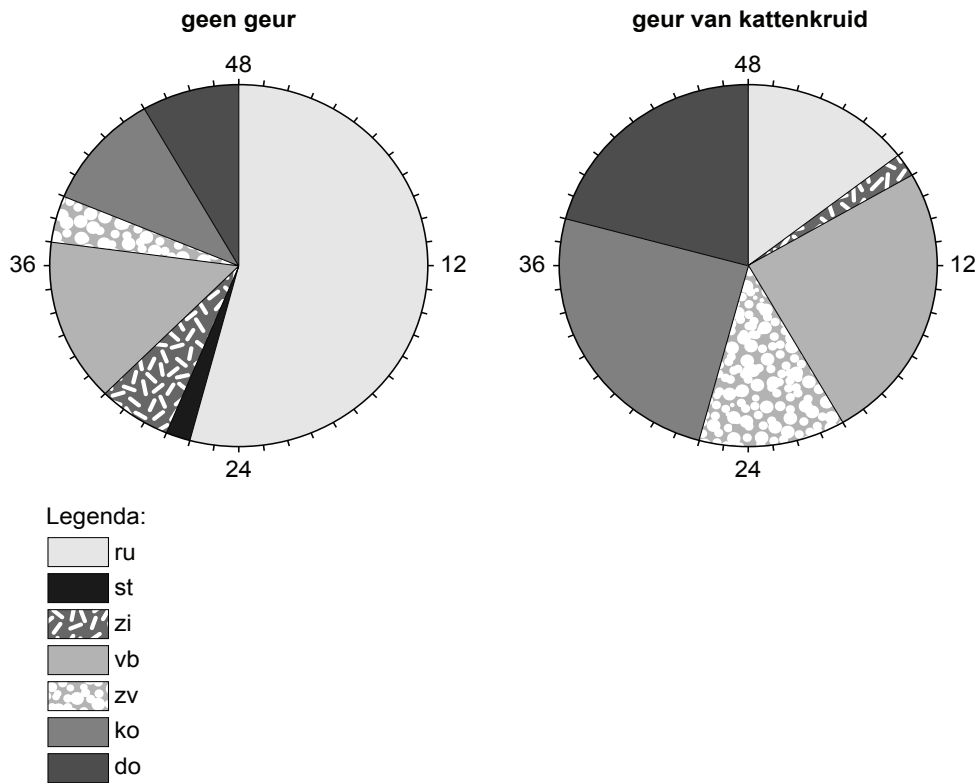 geen geur
48
36
12
24
geur van kattenkruid
48
36
12
24
Legenda:
ru
st
zi
vb
zv
ko
do